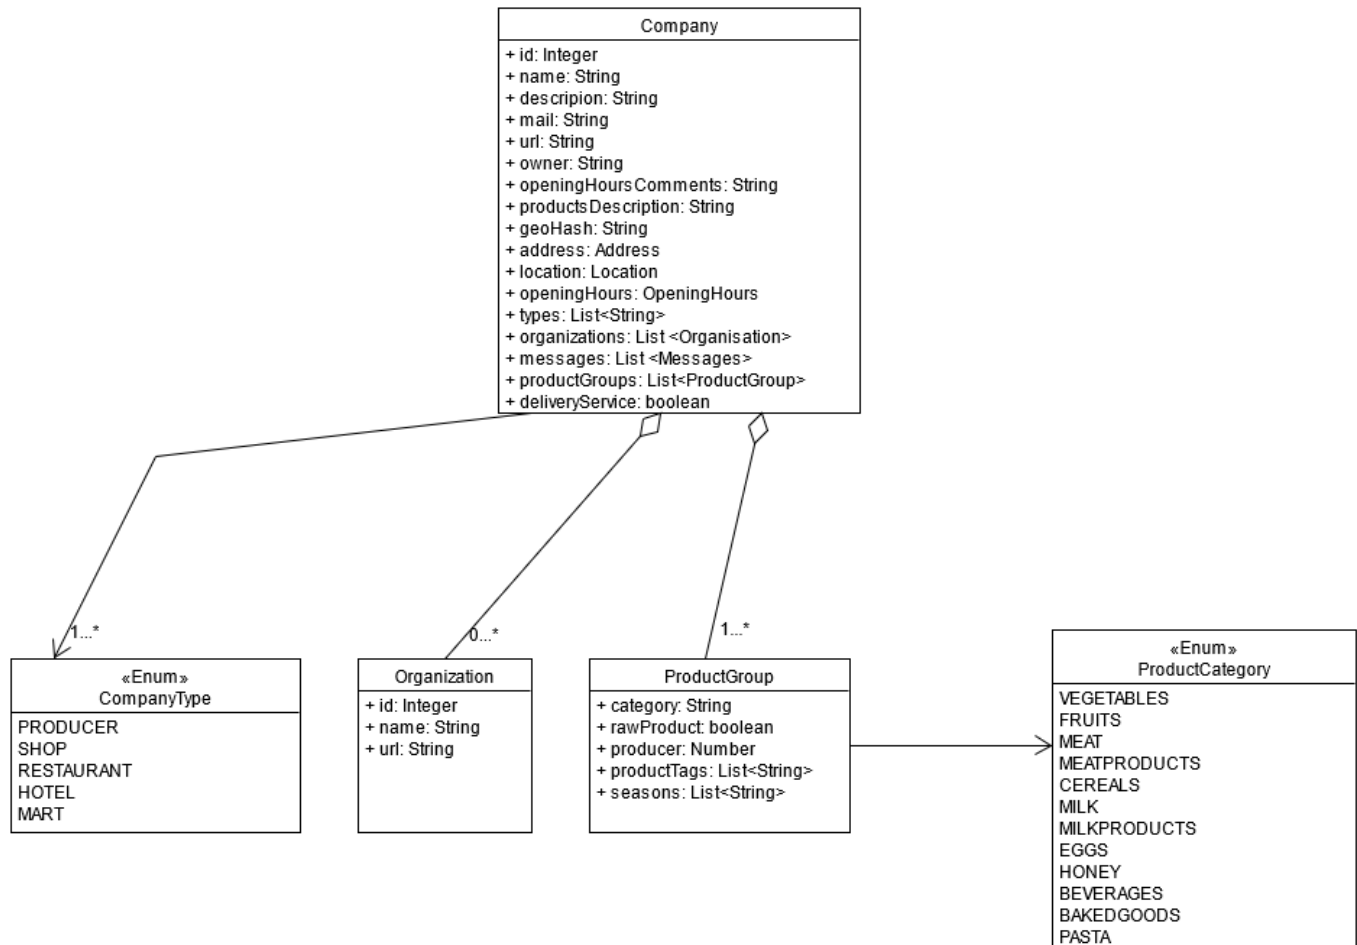 Company
+ id: Integer
+ name: String
+ descripion: String
+ mail: String
+ url: String
+ owner: String
+ openingHoursComments: String
+ productsDescription: String
+ geoHash: String
+ address: Address
+ location: Location
+ openingHours: OpeningHours
+ types: List<String>
+ organizations: List <Organisation>
+ messages: List <Messages>
+ productGroups: List<ProductGroup>
+ deliveryService: boolean
1...*
0...*
1...*
«Enum»
CompanyType
PRODUCER
SHOP
RESTAURANT
HOTEL
MART
Organization
+ id: Integer
+ name: String
+ url: String
ProductGroup
+ category: String
+ rawProduct: boolean
+ producer: Number
+ productTags: List<String>
+ seasons: List<String>
«Enum»
ProductCategory
VEGETABLES
FRUITS
MEAT
MEATPRODUCTS
CEREALS
MILK
MILKPRODUCTS
EGGS
HONEY
BEVERAGES
BAKEDGOODS
PASTA